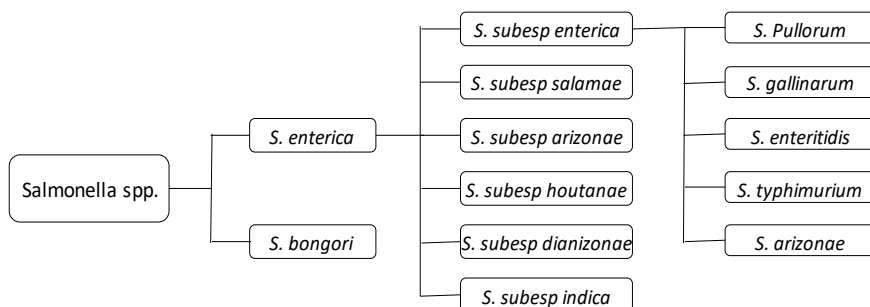 Salmonella spp.
S. enterica
S. bongori
S. subesp enterica
S. subesp salamae
S. subesp arizonae
S. subesp houtanae
S. subesp dianizonae
S. subesp indica
S. Pullorum
S. gallinarum
S. enteritidis
S. typhimurium
S. arizonae